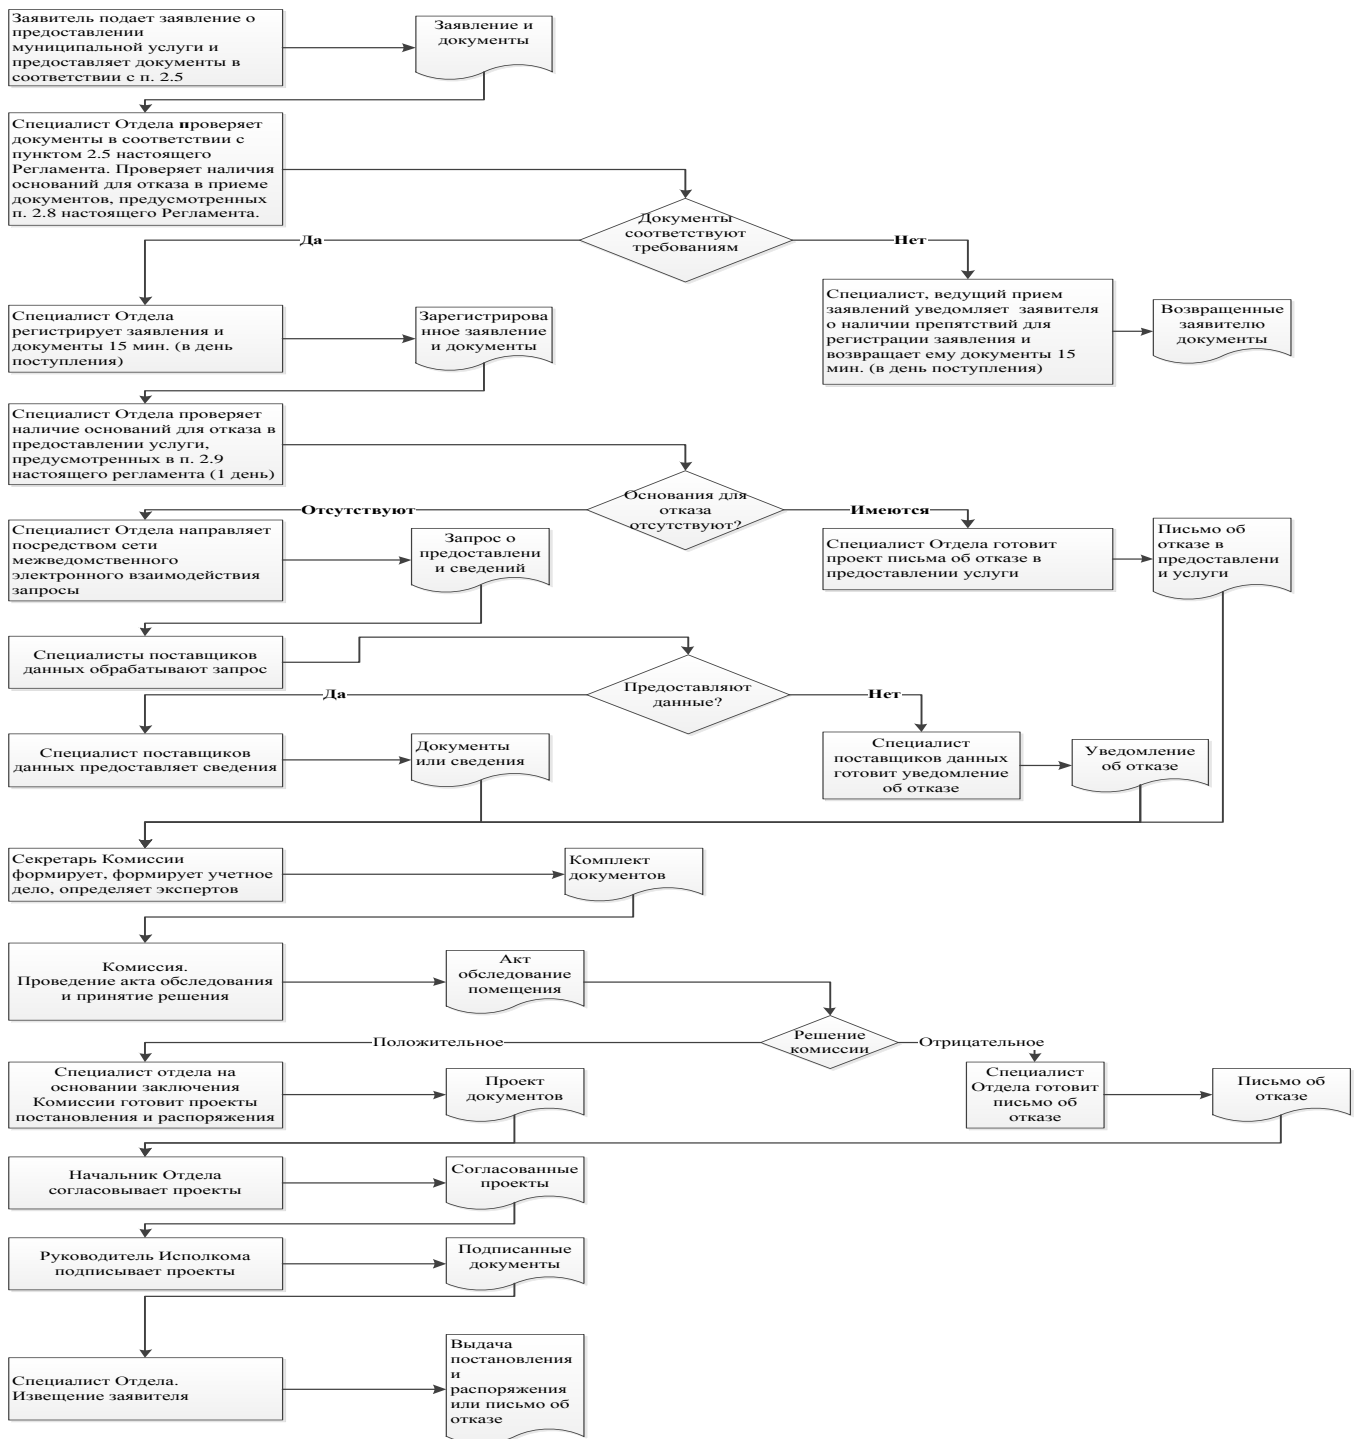 Заявитель подает заявление о
предоставлении
муниципальной услуги и
предоставляет документы в
соответствии с п. 2.5
Заявление и
документы
Специалист Отдела проверяет
документы в соответствии с
пунктом 2.5 настоящего
Регламента. Проверяет наличия
оснований для отказа в приеме
документов, предусмотренных
п. 2.8 настоящего Регламента.
Документы
соответствуют
требованиям
Да
Нет
Специалист Отдела
регистрирует заявления и
документы 15 мин. (в день
поступления)
Зарегистрирова
нное заявление
и документы
Специалист, ведущий прием
заявлений уведомляет заявителя
о наличии препятствий для
регистрации заявления и
возвращает ему документы 15
мин. (в день поступления)
Возвращенные
заявителю
документы
Специалист Отдела проверяет
наличие оснований для отказа в
предоставлении услуги,
предусмотренных в п. 2.9
настоящего регламента (1 день)
Основания для
отказа
отсутствуют?
Отсутствуют
Имеются
Специалист Отдела направляет
посредством сети
межведомственного
электронного взаимодействия
запросы
Запрос о
предоставлени
и сведений
Специалист Отдела готовит
проект письма об отказе в
предоставлении услуги
Письмо об
отказе в
предоставлени
и услуги
Специалисты поставщиков
данных обрабатывают запрос
Предоставляют
данные?
Да
Нет
Специалист поставщиков
данных предоставляет сведения
Документы
или сведения
Специалист
поставщиков данных
готовит уведомление
об отказе
Уведомление
об отказе
Секретарь Комиссии
формирует, формирует учетное
дело, определяет экспертов
Комплект
документов
Комиссия.
Проведение акта обследования
и принятие решения
Акт
обследование
помещения
Решение
комиссии
Положительное
Отрицательное
Специалист отдела на
основании заключения
Комиссии готовит проекты
постановления и распоряжения
Проект
документов
Специалист
Отдела готовит
письмо об
отказе
Письмо об
отказе
Начальник Отдела
согласовывает проекты
Согласованные
проекты
Руководитель Исполкома
подписывает проекты
Подписанные
документы
Специалист Отдела.
Извещение заявителя
Выдача
постановления
и
распоряжения
или письмо об
отказе